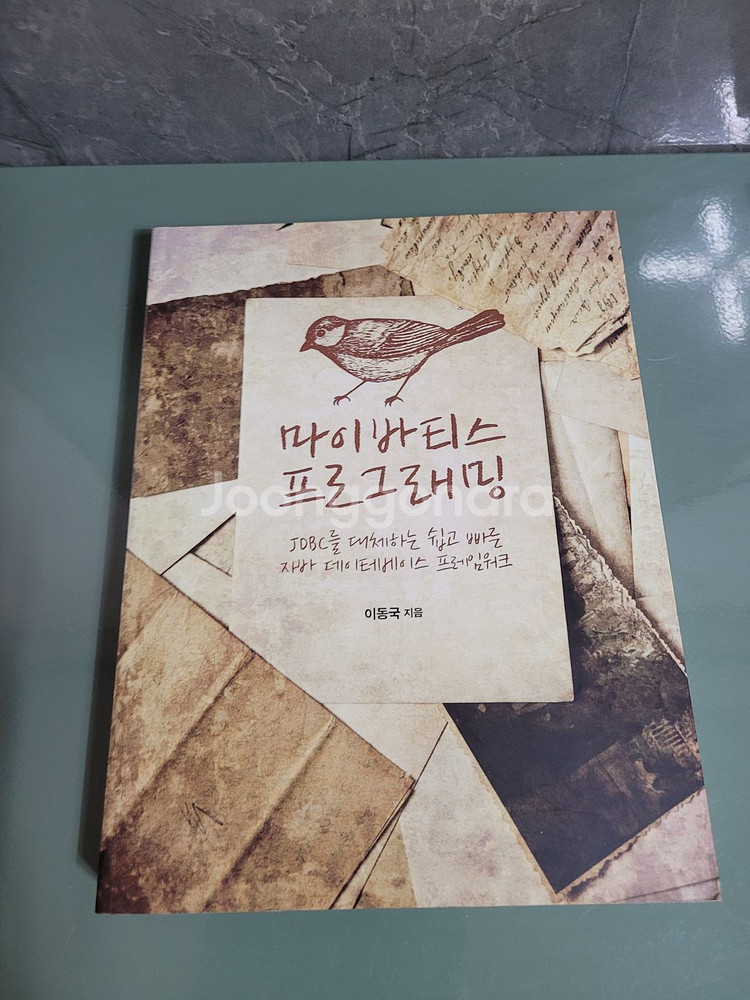 마이바티스
프로그래밍
Joonggonara
JDBC를 대체하는 쉽고 빠른
자바 데이터베이스 프레임워크
이동국 지음